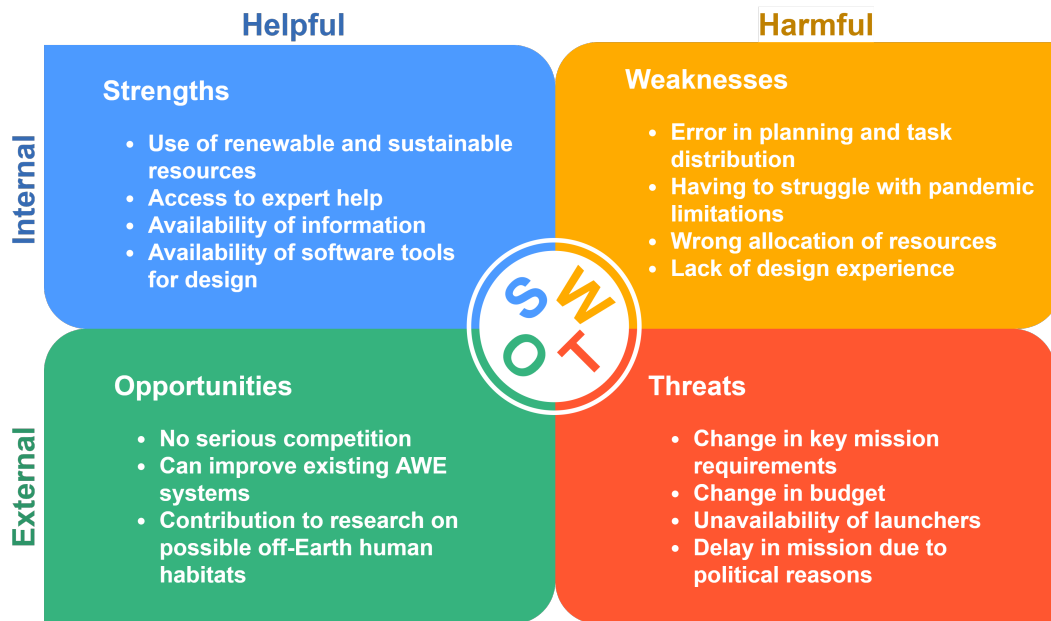 Helpful
Harmful
Internal
Strengths
• Use of renewable and sustainable
resources
• Access to expert help
• Availability of information
• Availability of software tools
for design
Weaknesses
• Error in planning and task
distribution
• Having to struggle with pandemic
limitations
• Wrong allocation of resources
• Lack of design experience
S W
O T
External
Opportunities
• No serious competition
• Can improve existing AWE
systems
• Contribution to research on
possible off-Earth human
habitats
Threats
• Change in key mission
requirements
• Change in budget
• Unavailability of launchers
• Delay in mission due to
political reasons